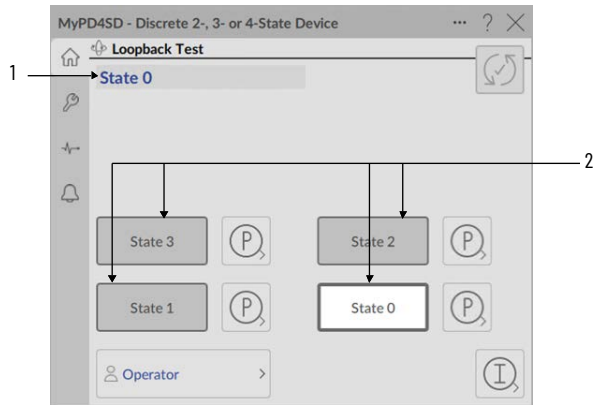 MyPD4SD - Discrete 2-, 3- or 4-State Device ... ?
Loopback Test
1
State 0
2
State 3 P State 2 P
State 1 P State 0 P
Operator I